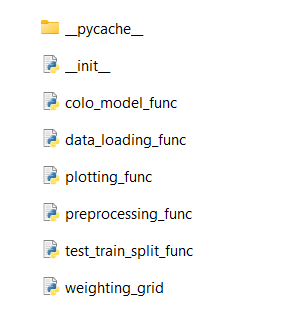 __pycache__
__init__
colo_model_func
data_loading_func
plotting_func
preprocessing_func
test_train_split_func
weighting_grid